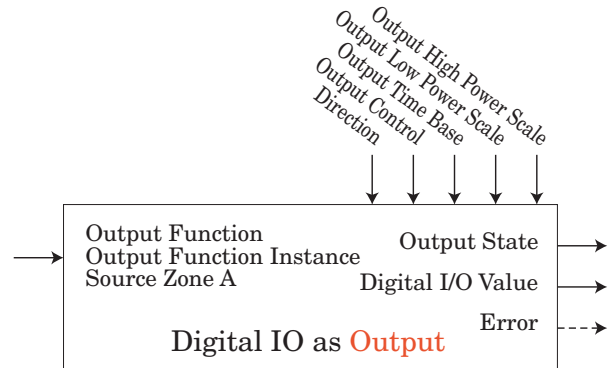 Output High Power Scale
Output Low Power Scale
Output Time Base
Output Control
Direction
Output Function
Output Function Instance
Source Zone A
Output State
Digital I/O Value
Error
Digital IO as Output